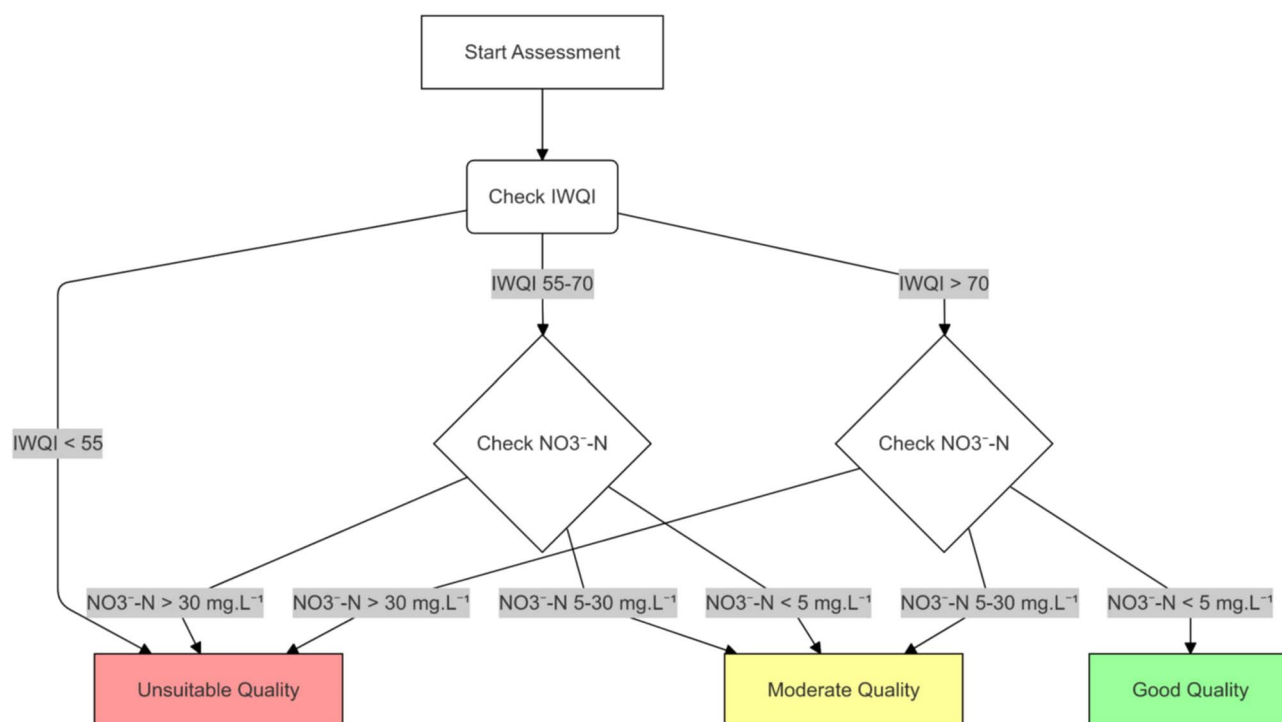 Start Assessment
Check IWQI
IWQI 55-70
IWQI > 70
IWQI < 55
Check NO3⁻-N
Check NO3⁻-N
NO3⁻-N > 30 mg.L⁻¹
NO3⁻-N > 30 mg.L⁻¹
NO3⁻-N 5-30 mg.L⁻¹
NO3⁻-N < 5 mg.L⁻¹
NO3⁻-N 5-30 mg.L⁻¹
NO3⁻-N < 5 mg.L⁻¹
Unsuitable Quality
Moderate Quality
Good Quality